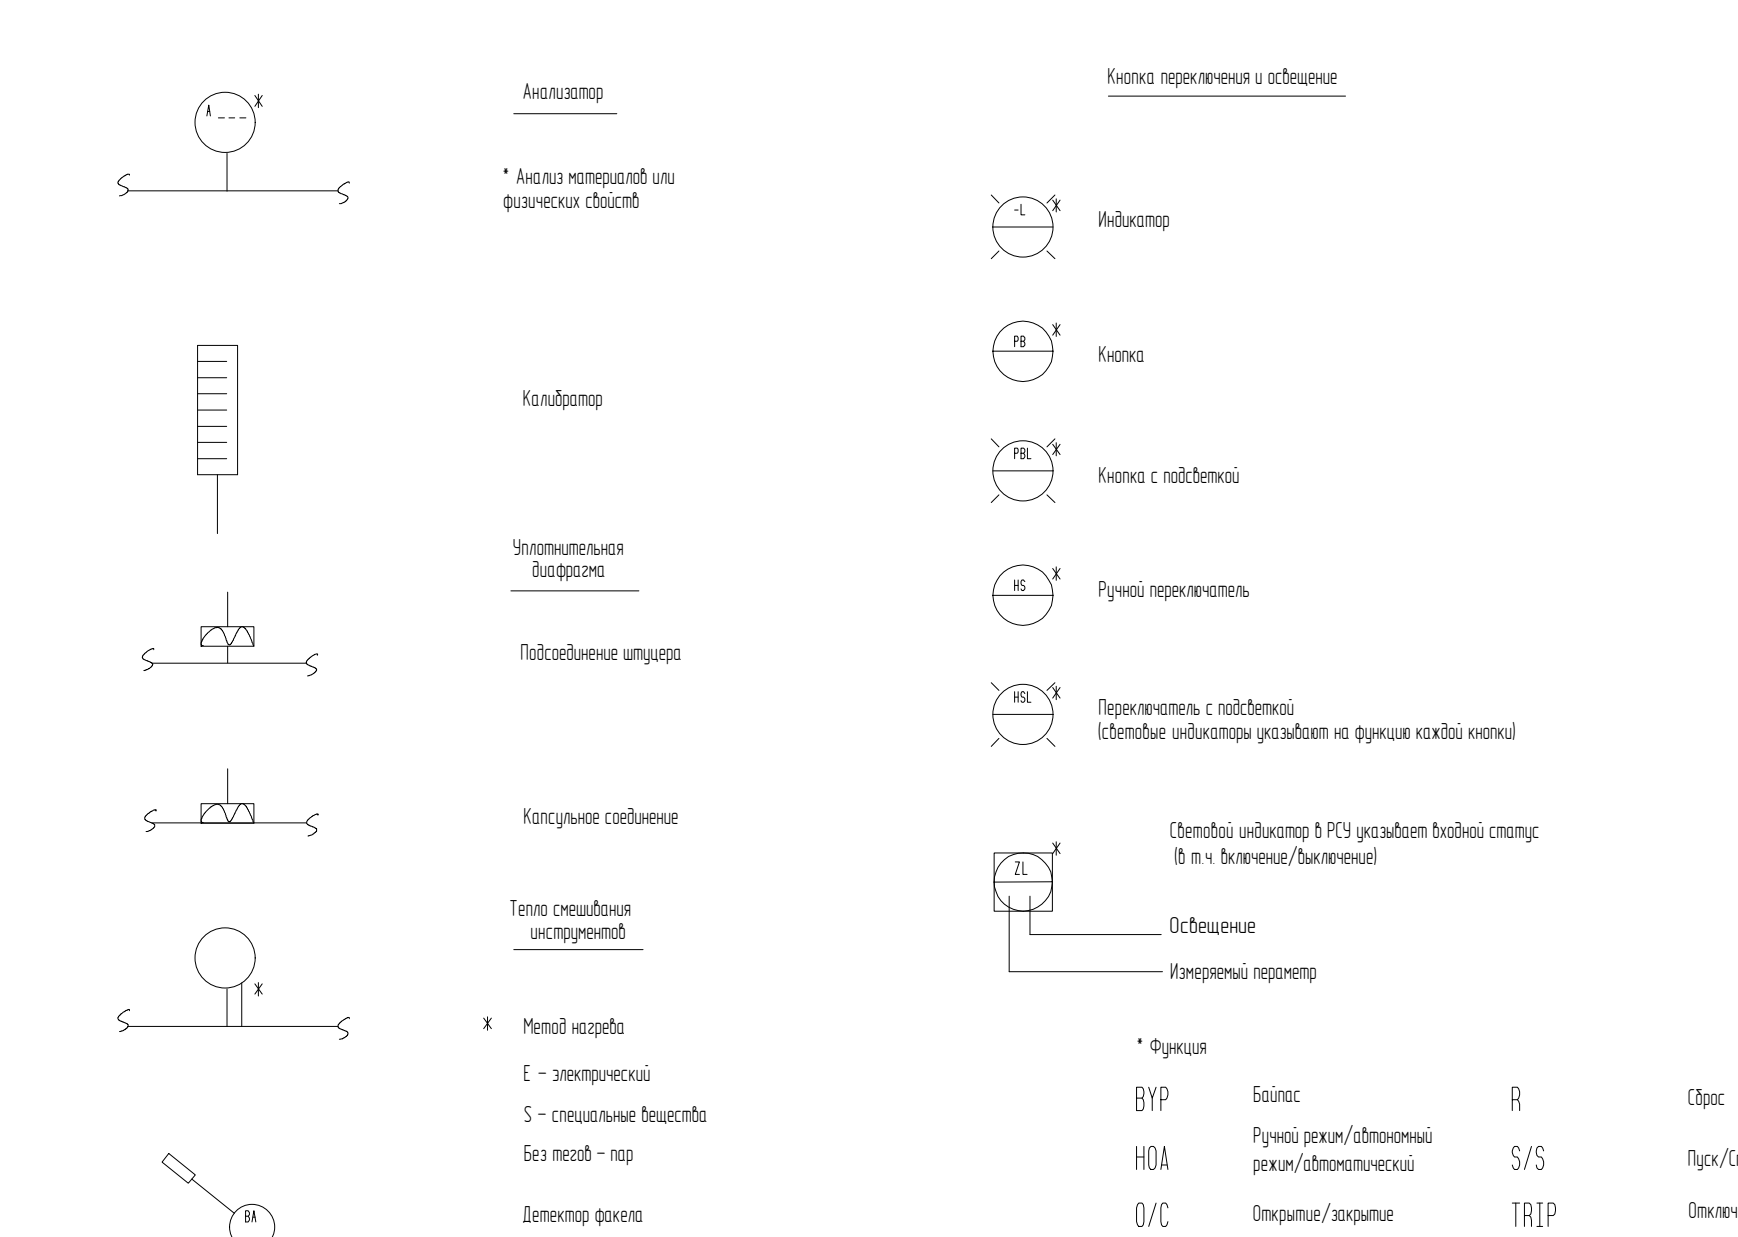 A
Анализатор
* Анализ материалов или
физических свойств
Калибратор
Уплотнительная
диафрагма
Подсоединение штуцера
Капсульное соединение
Тепло смешивания
инструментов
* Метод нагрева
E – электрический
S – специальные вещества
Без тегов – пар
BA
Детектор факела
Кнопка переключения и освещение
-L
Индикатор
PB
Кнопка
PBL
Кнопка с подсветкой
HS
Ручной переключатель
HSL
Переключатель с подсветкой
(световые индикаторы указывают на функцию каждой кнопки)
Световой индикатор в РСУ указывает входной статус
(в т.ч. включение/выключение)
ZL
Освещение
Измеряемый пераметр
* Функция
BYP Байпас R Сброс
HOA Ручной режим/автономный
режим/автоматический S/S Пуск/
O/C Открытие/закрытие TRIP